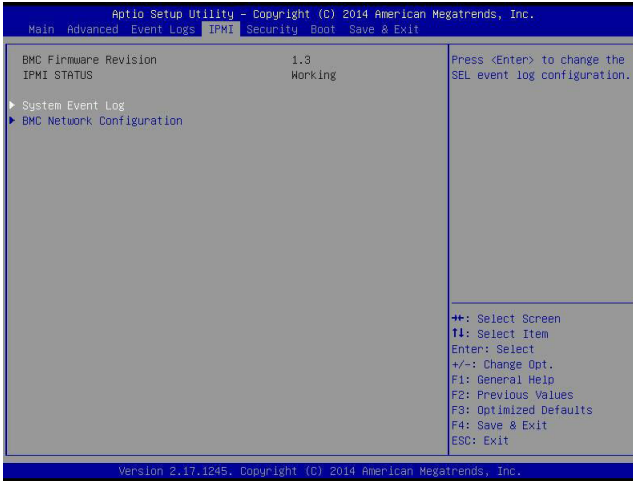 Aptio Setup Utility – Copyright (C) 2014 American Megatrends, Inc.
Main Advanced Event Logs IPMI Security Boot Save & Exit
BMC Firmware Revision 1.3
IPMI STATUS Working
System Event Log
BMC Network Configuration
Press <Enter> to change the
SEL event log configuration.
→←: Select Screen
↑↓: Select Item
Enter: Select
+/-: Change Opt.
F1: General Help
F2: Previous Values
F3: Optimized Defaults
F4: Save & Exit
ESC: Exit
Version 2.17.1245. Copyright (C) 2014 American Megatrends, Inc.